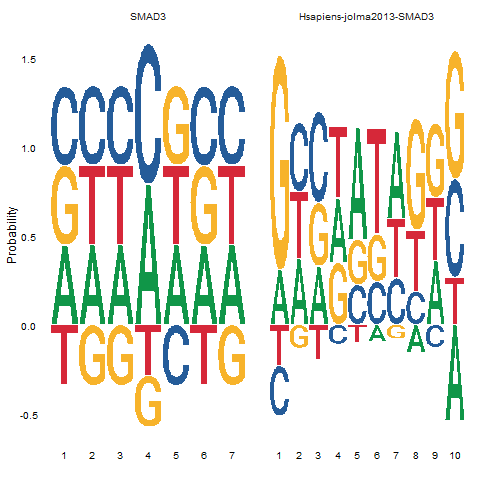 SMAD3 Hsapiens-jolma2013-SMAD3
Probability
1.5
1.0
0.5
0.0
-0.5
C C C C G C C
G T T A T G T
A A A T A A A
T G G G C T G
G C C T A T A G G G
A T G A G G T T T C
T A A G C C C C A T
C G T C T A G A C A
1 2 3 4 5 6 7
1 2 3 4 5 6 7 8 9 10